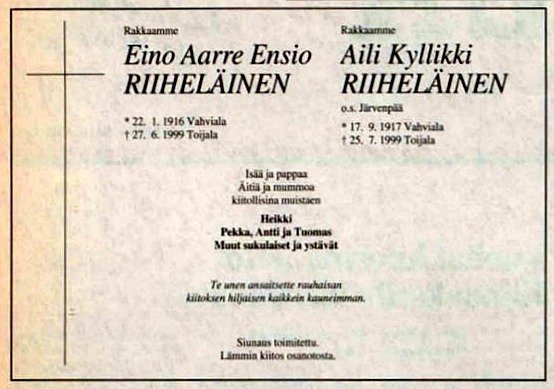 Rakkaamme
Eino Aarre Ensio
RIIHELÄINEN
* 22. 1. 1916 Vahviala
† 27. 6. 1999 Toijala
Rakkaamme
Aili Kyllikki
RIIHELÄINEN
o.s. Järvenpää
* 17. 9. 1917 Vahviala
† 25. 7. 1999 Toijala
Isää ja pappaa
Äitiä ja mummoa
kiitollisina muistaen
Heikki
Pekka, Antti ja Tuomas
Muut sukulaiset ja ystävät
Te unen ansaitsette rauhaisan
kiitoksen hiljaisen kaikkein kauneimman.
Siunaus toimitettu.
Lämmin kiitos osanotosta.